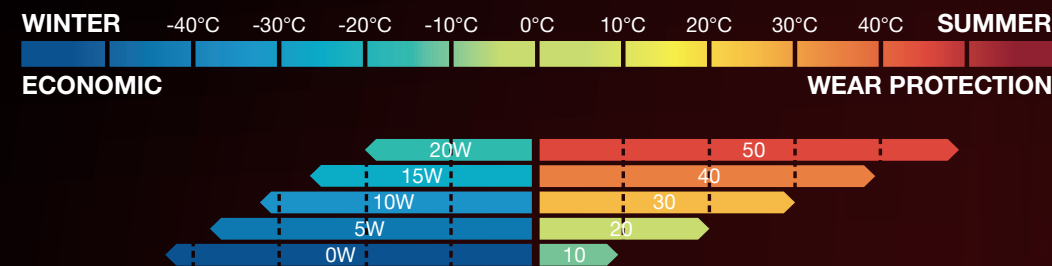 WINTER -40°C -30°C -20°C -10°C 0°C 10°C 20°C 30°C 40°C SUMMER
ECONOMIC WEAR PROTECTION
20W 50
15W 40
10W 30
5W 20
0W 10